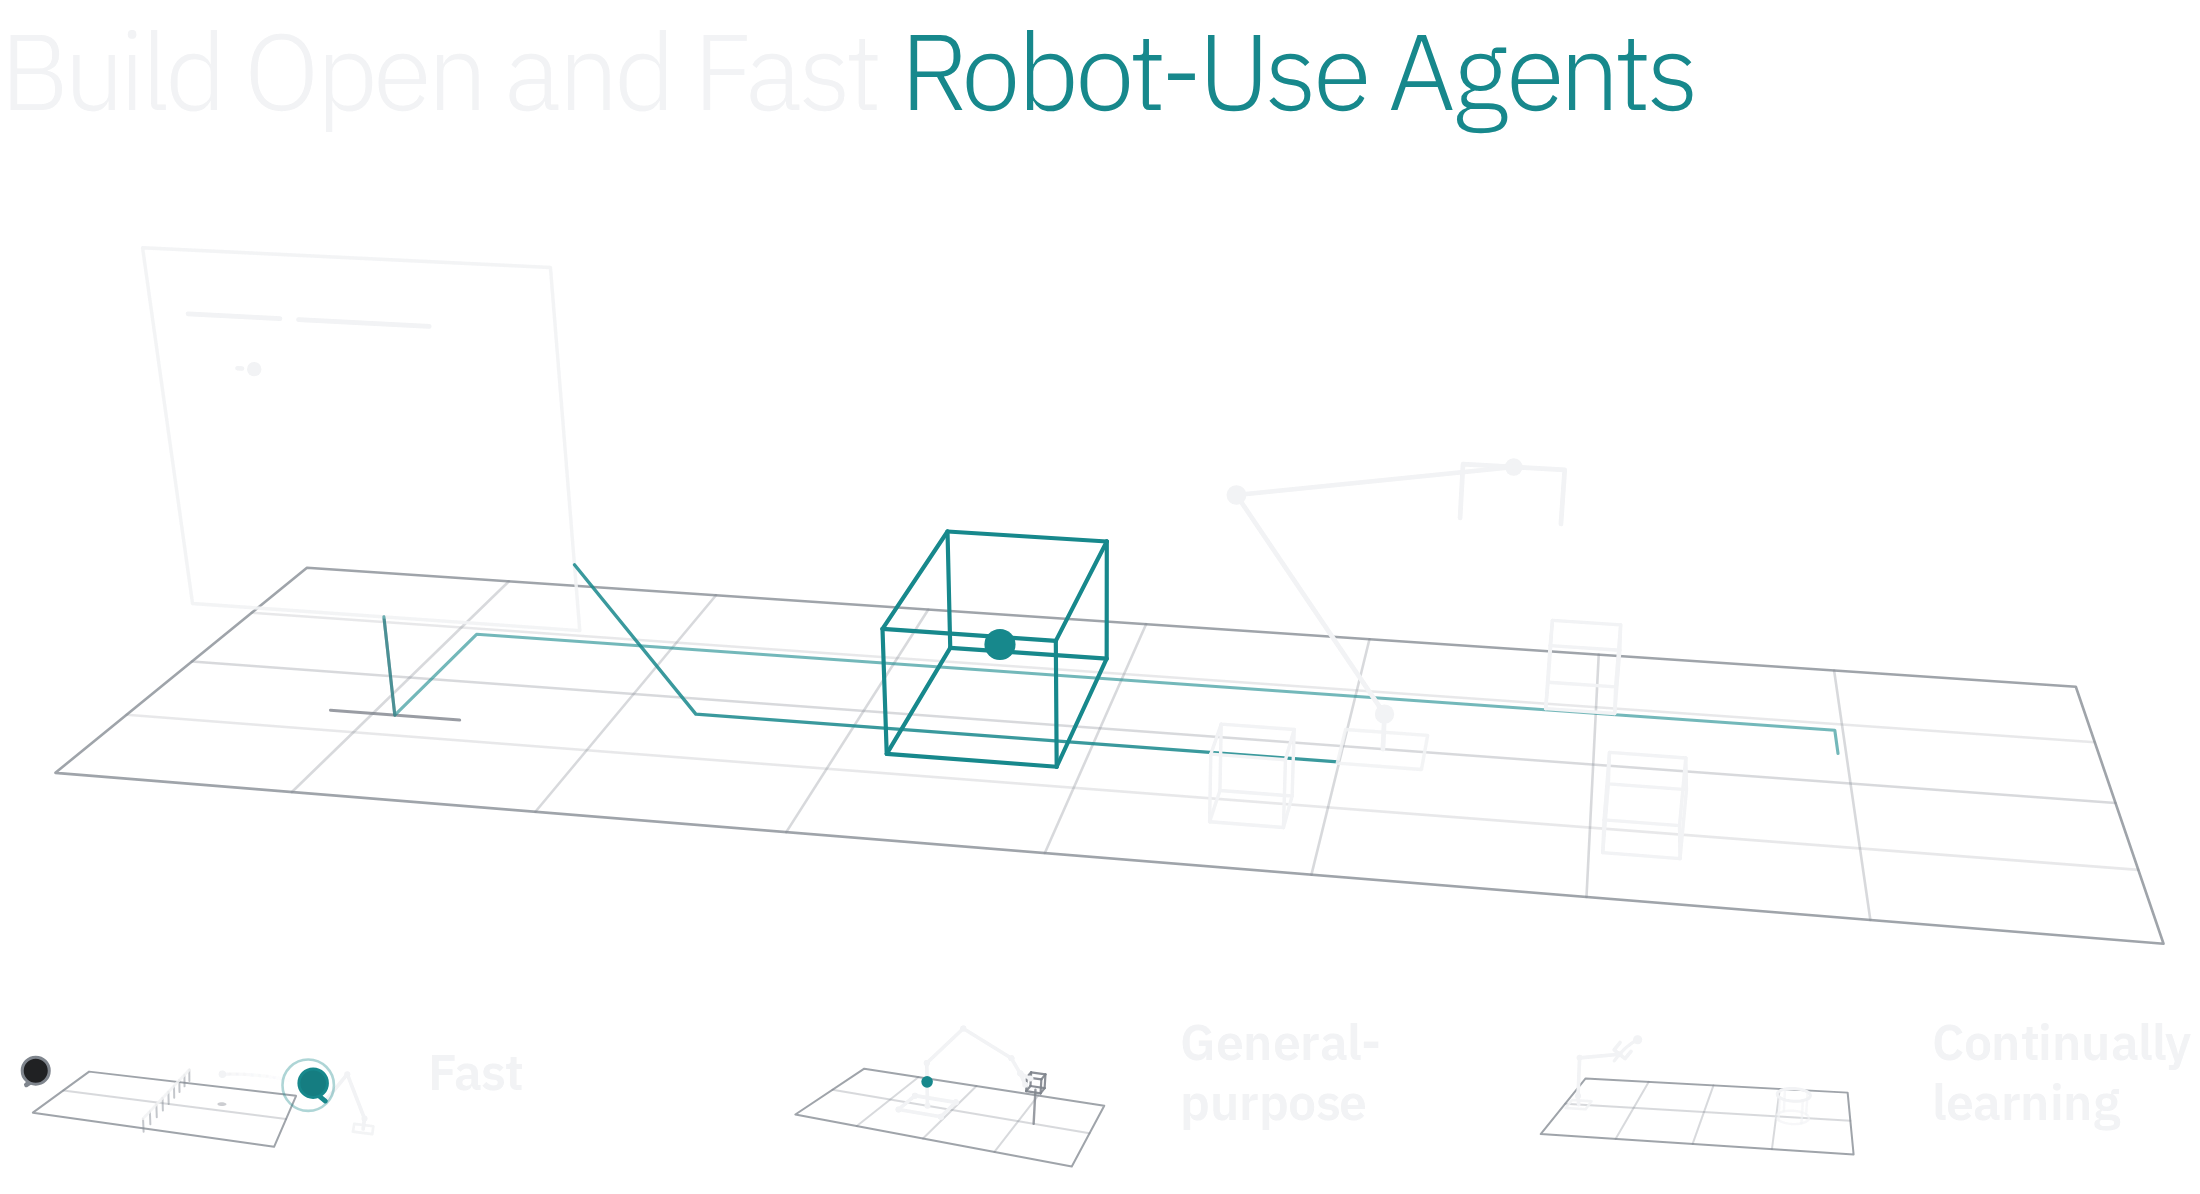 Build Open and Fast Robot-Use Agents
Fast
General-
purpose
Continually
learning